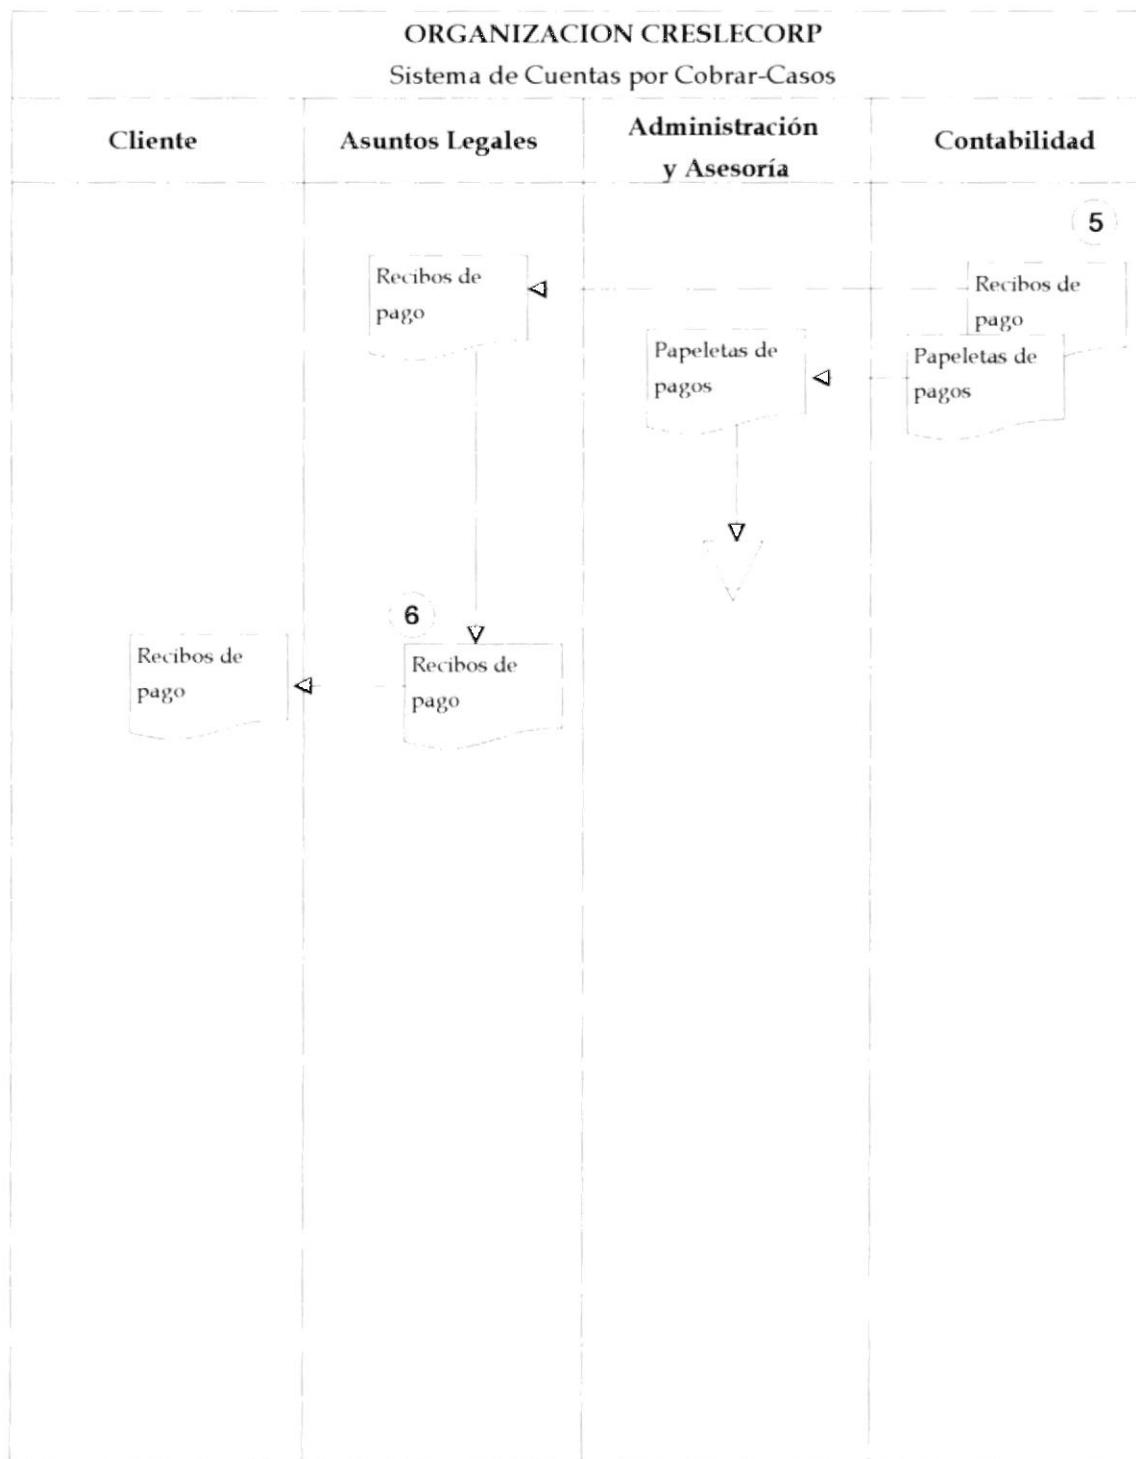 ORGANIZACION CRESLECORP
Sistema de Cuentas por Cobrar-Casos
Cliente
Asuntos Legales
Administración
y Asesoría
Contabilidad
5
Recibos de
pago
Recibos de
pago
Papeletas de
pagos
Papeletas de
pagos
6
Recibos de
pago
Recibos de
pago